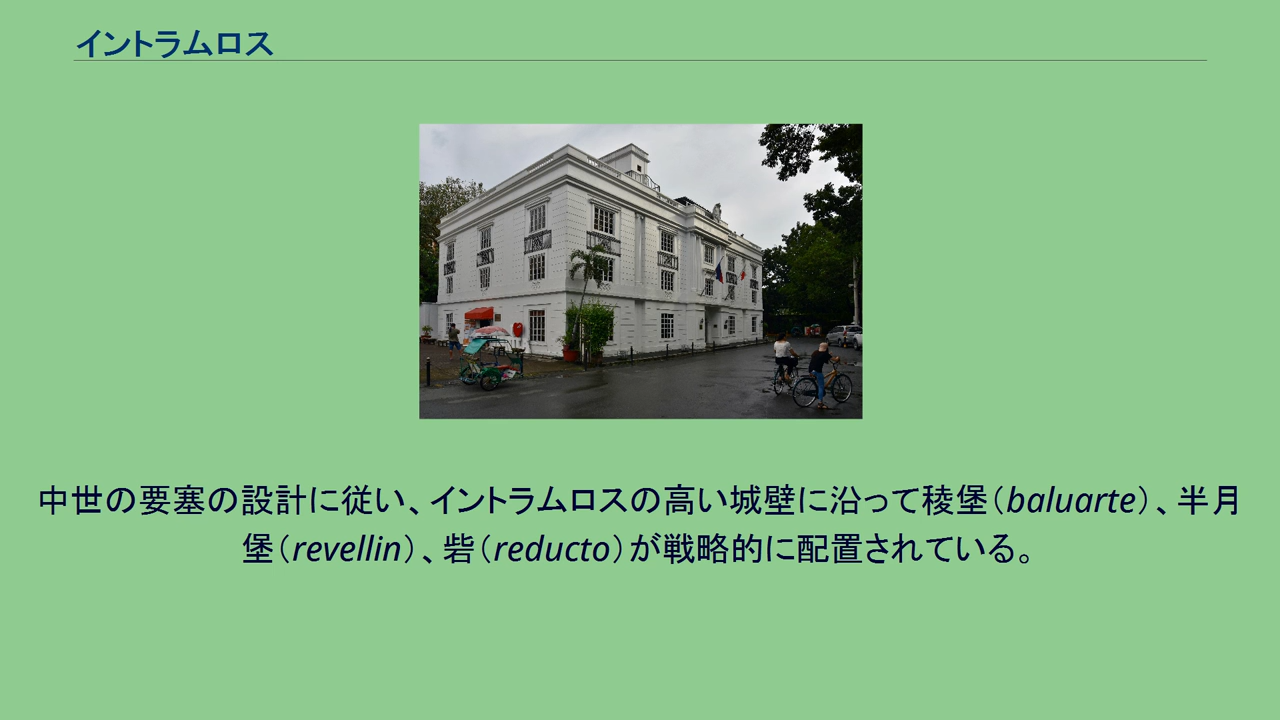 イントラムロス
中世の要塞の設計に従い、イントラムロスの高い城壁に沿って稜堡（baluarte）、半月
堡（revellin）、砦（reducto）が戦略的に配置されている。